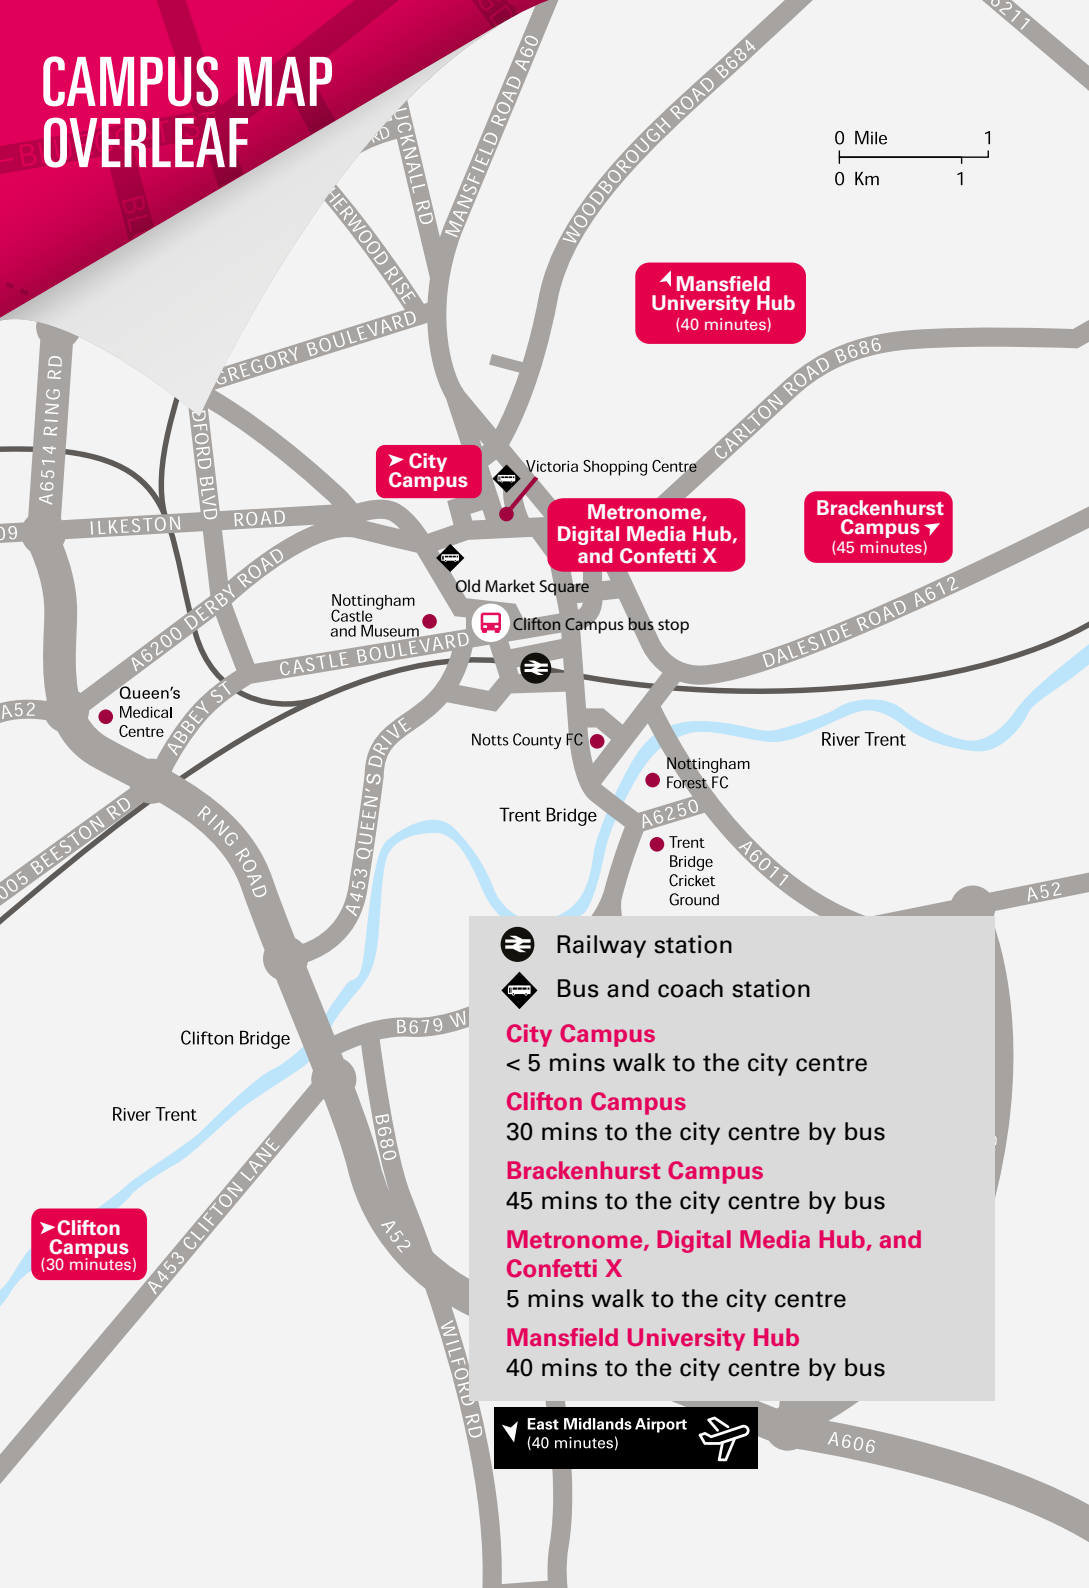 CAMPUS MAP
OVERLEAF
MANSFIELD ROAD A60
WOODBOROUGH ROAD B684
0 Mile 1
0 Km 1
GREGORY BOULEVARD
Mansfield
University Hub
(40 minutes)
CARLTON ROAD B686
A6514 RING RD
City
Campus
Victoria Shopping Centre
Metronome,
Digital Media Hub,
and Confetti X
Brackenhurst
Campus
(45 minutes)
ILKESTON ROAD
A6200 DERBY ROAD
Old Market Square
Nottingham
Castle
and Museum
Clifton Campus bus stop
CASTLE BOULEVARD
DALESIDE ROAD A612
A52
Queen's
Medical
Centre
ABBEY ST
A453 QUEEN'S DRIVE
Notts County FC
River Trent
Nottingham
Forest FC
Trent Bridge
A6250
RING ROAD
BEESTON RD
Trent
Bridge
Cricket
Ground
A6011
A52
Railway station
Bus and coach station
City Campus
< 5 mins walk to the city centre
Clifton Campus
30 mins to the city centre by bus
Brackenhurst Campus
45 mins to the city centre by bus
Metronome, Digital Media Hub, and
Confetti X
5 mins walk to the city centre
Mansfield University Hub
40 mins to the city centre by bus
B679 W
Clifton Bridge
River Trent
B680
A453 CLIFTON LANE
Clifton
Campus
(30 minutes)
A52
WILFORD RD
East Midlands Airport
(40 minutes)
A606